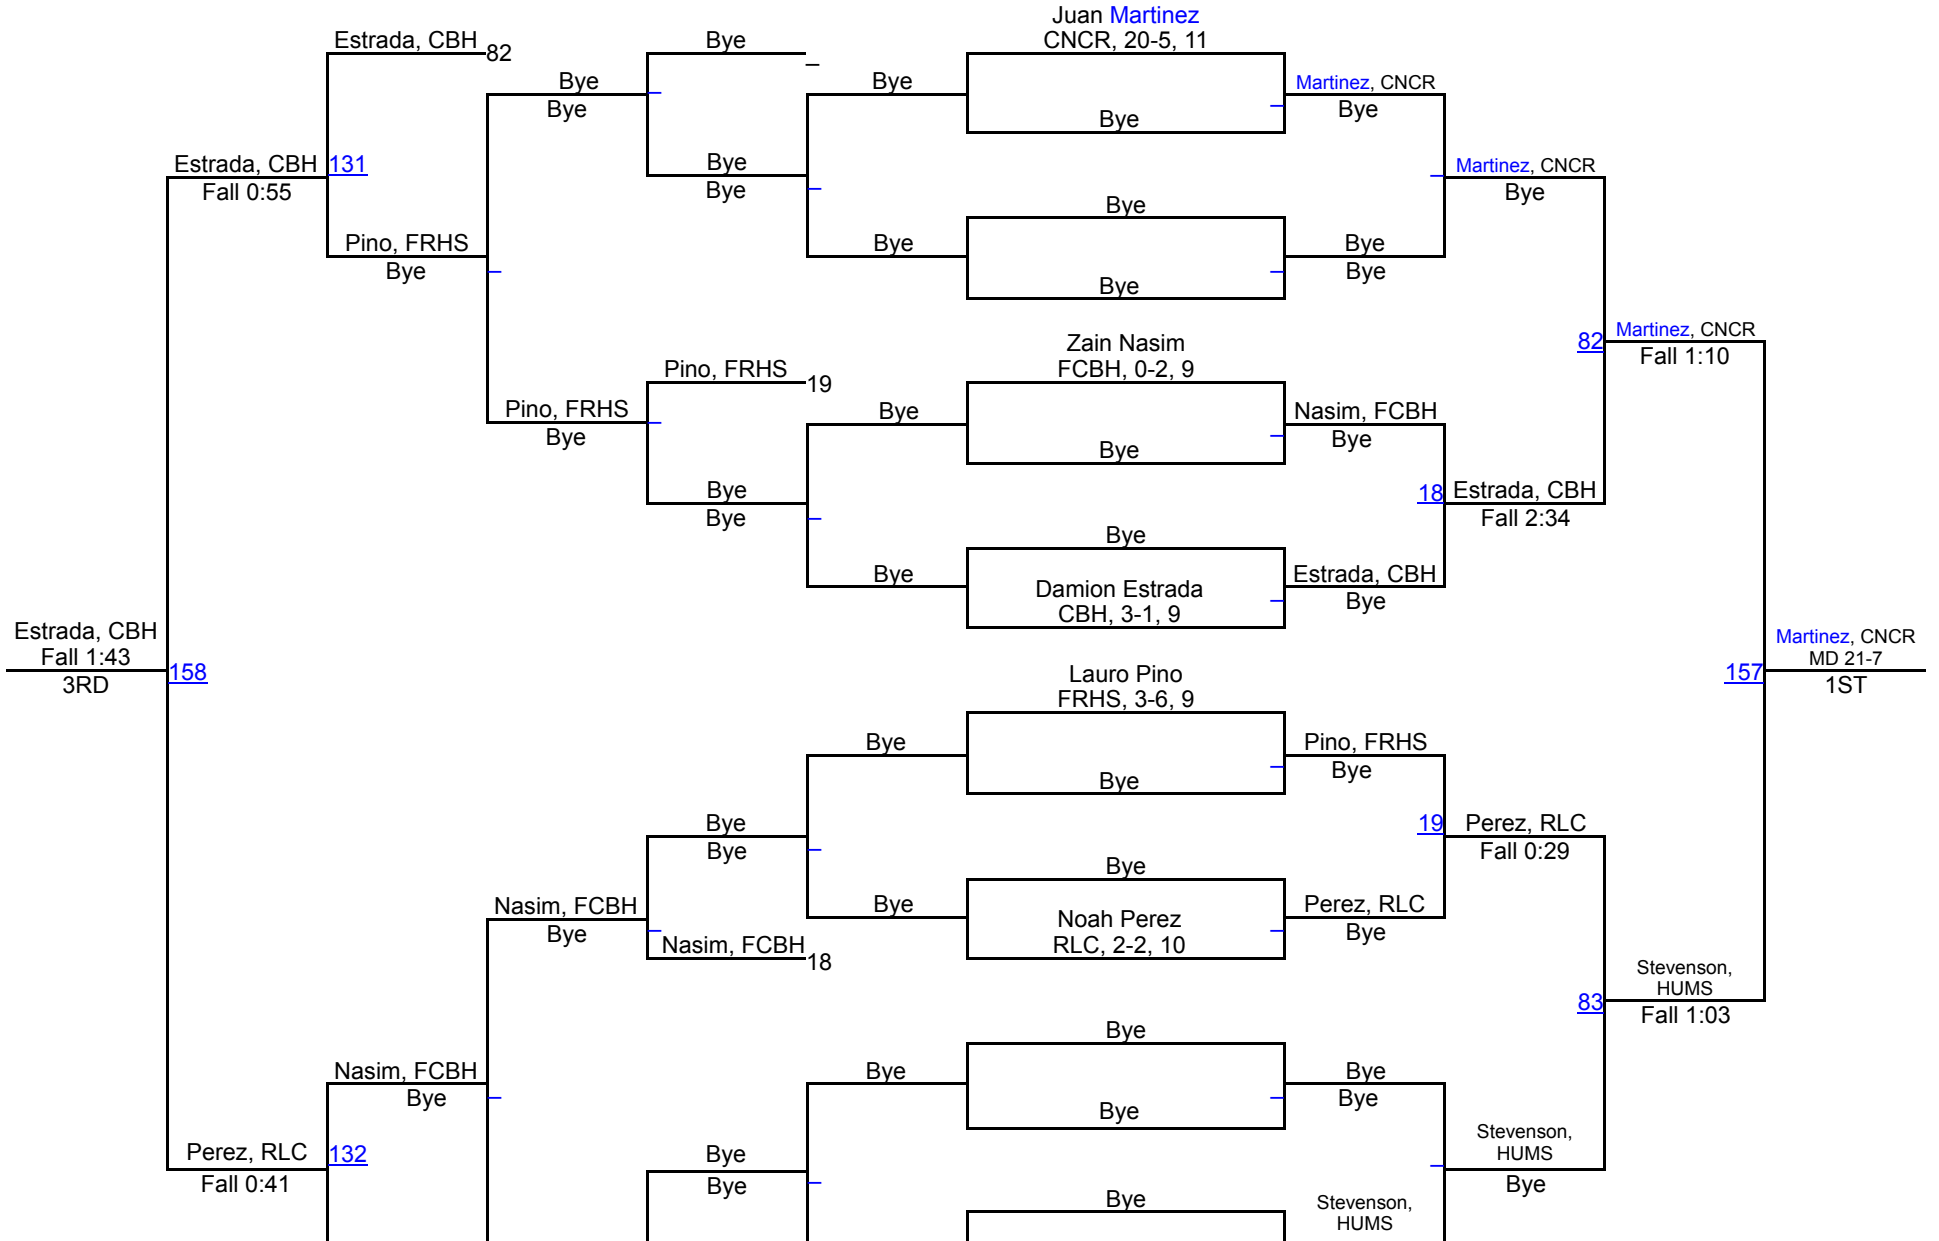 Juan Martinez
Estrada, CBH
82
Bye
_
CNCR, 20-5, 11
Bye
Bye
_
Bye
Martinez, CNCR
_
Bye
Bye
Bye
Estrada, CBH
131
Bye
_
Martinez, CNCR
Fall 0:55
Bye
_
Bye
Bye
Pino, FRHS
Bye
Bye
Bye
_
_
Bye
Bye
Bye
Zain Nasim
82
Martinez, CNCR
Fall 1:10
Pino, FRHS
19
FCBH, 0-2, 9
Pino, FRHS
_
Bye
Nasim, FCBH
Bye
_
Bye
Bye
Bye
18
Estrada, CBH
Bye
_
Fall 2:34
Bye
Bye
Damion Estrada
CBH, 3-1, 9
_
Estrada, CBH
Bye
Estrada, CBH
Fall 1:43
158
3RD
Martinez, CNCR
MD 21-7
157
1ST
Lauro Pino
FRHS, 3-6, 9
Bye
Pino, FRHS
Bye
_
Bye
Bye
19
Perez, RLC
Bye
_
Fall 0:29
Bye
Nasim, FCBH
Bye
Noah Perez
Perez, RLC
Bye
_
Nasim, FCBH
18
RLC, 2-2, 10
_
Bye
Stevenson,
HUMS
83
Fall 1:03
Bye
Nasim, FCBH
Bye
Bye
Bye
_
_
Bye
Bye
Perez, RLC
132
Bye
Stevenson,
HUMS
_
Fall 0:41
Bye
_
Bye
Bye
Stevenson,
HUMS